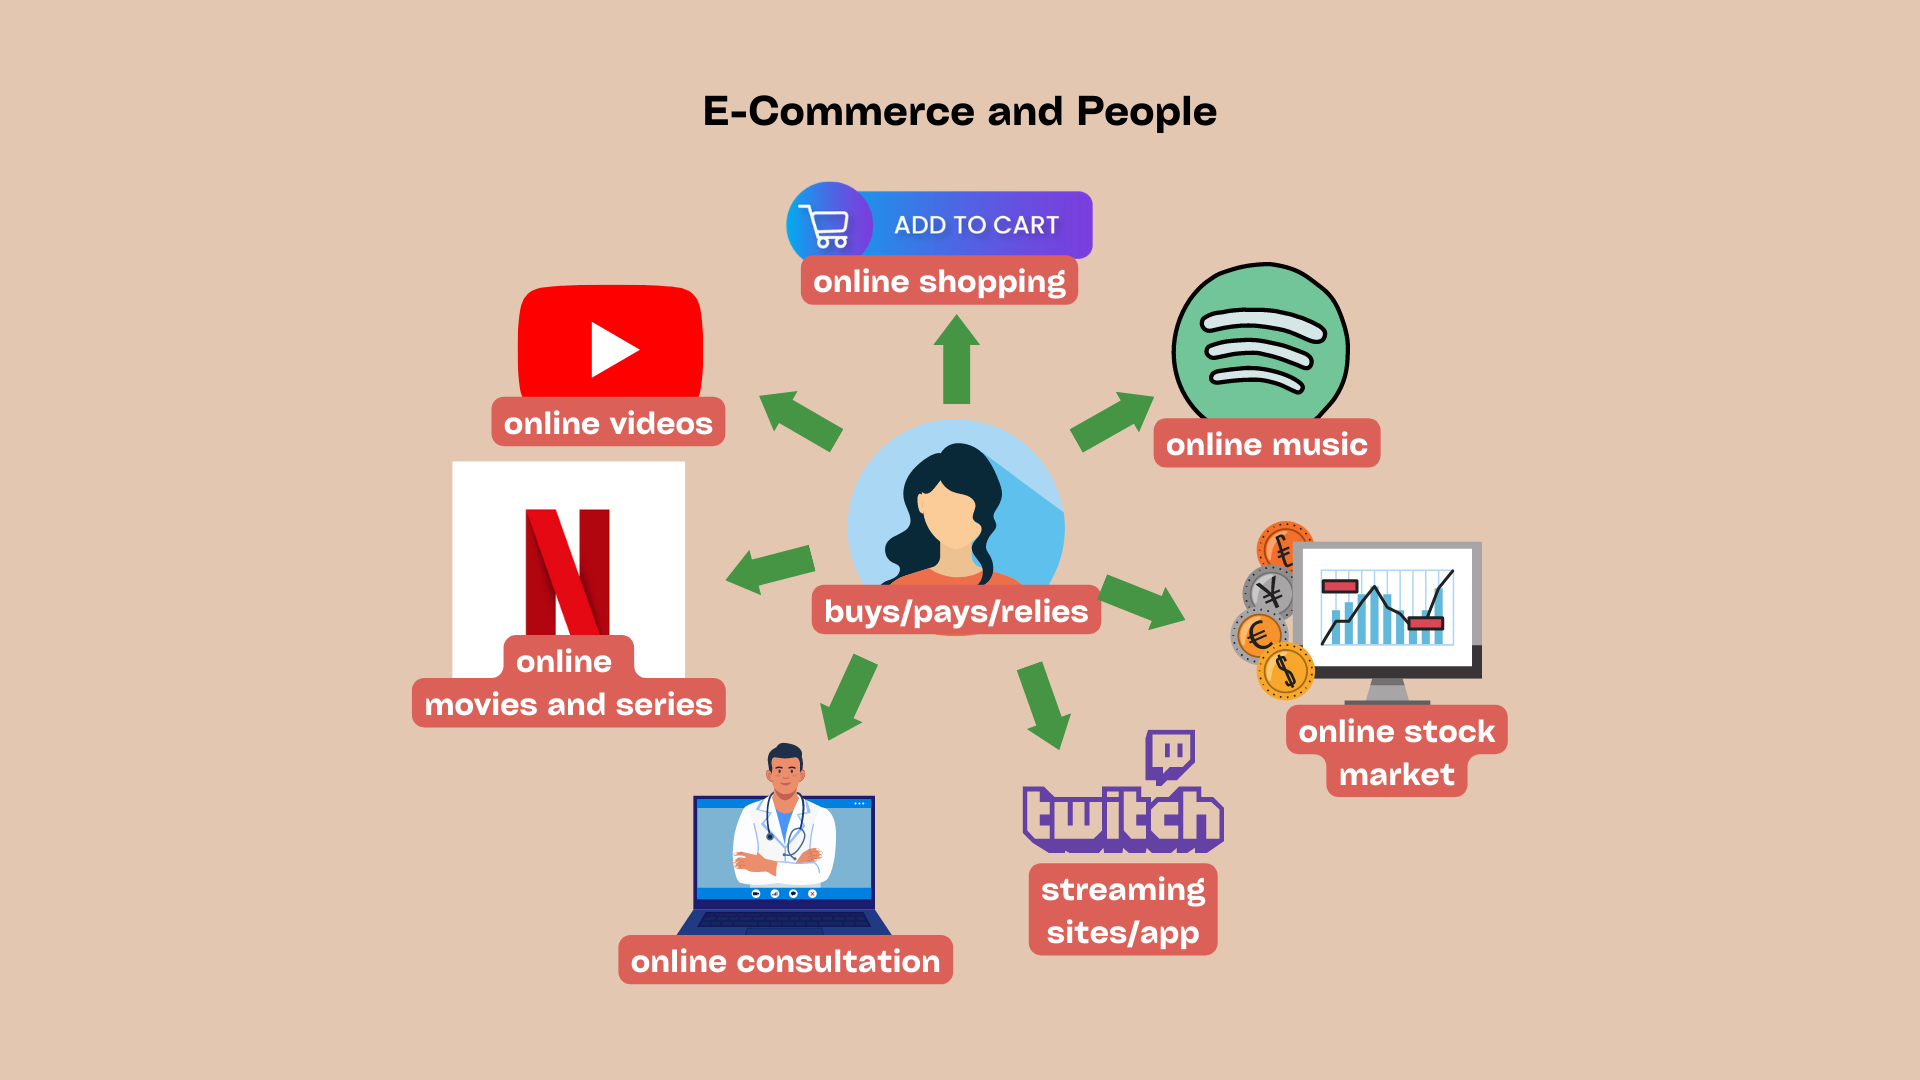 E-Commerce and People
ADD TO CART
online shopping
online videos
online music
online
movies and series
buys/pays/relies
online stock
market
twitch
streaming
sites/app
online consultation